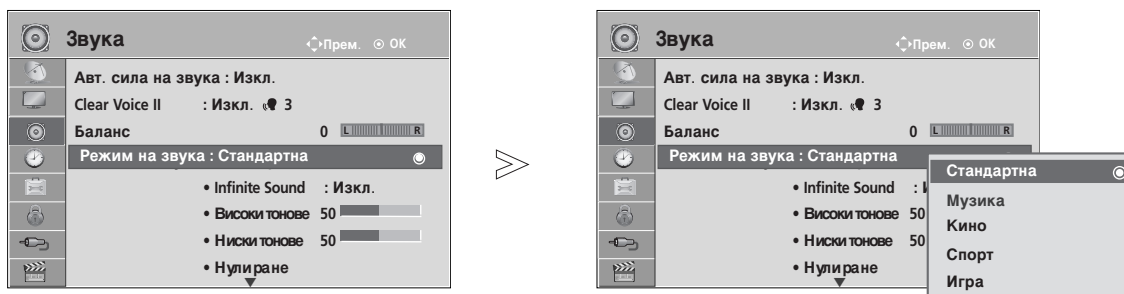 Звука Прем. OK
Авт. сила на звука : Изкл.
Clear Voice II : Изкл. 3
Баланс 0 L R
Режим на звука : Стандартна
• Infinite Sound : Изкл.
• Високи тонове 50
• Ниски тонове 50
• Нулиране
Звука Прем. OK
Авт. сила на звука : Изкл.
Clear Voice II : Изкл. 3
Баланс 0 L R
Режим на звука : Стандартна
• Infinite Sound :
• Високи тонове 50
• Ниски тонове 50
• Нулиране
Стандартна
Музика
Кино
Спорт
Игра